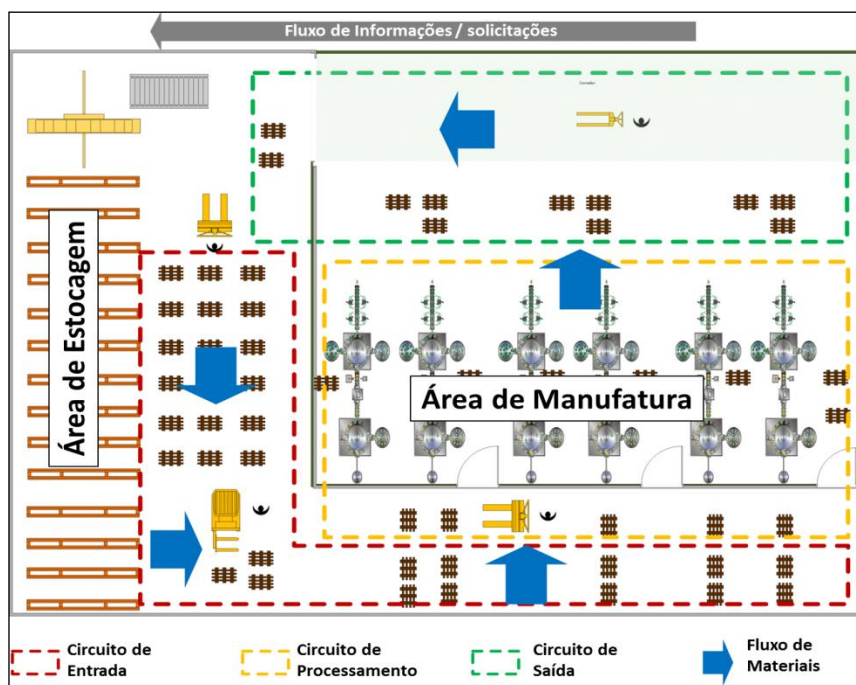 Fluxo de Informações / solicitações
Área de Estocagem
Área de Manufatura
Circuito de
Entrada
Circuito de
Processamento
Circuito de
Saída
Fluxo de
Materiais